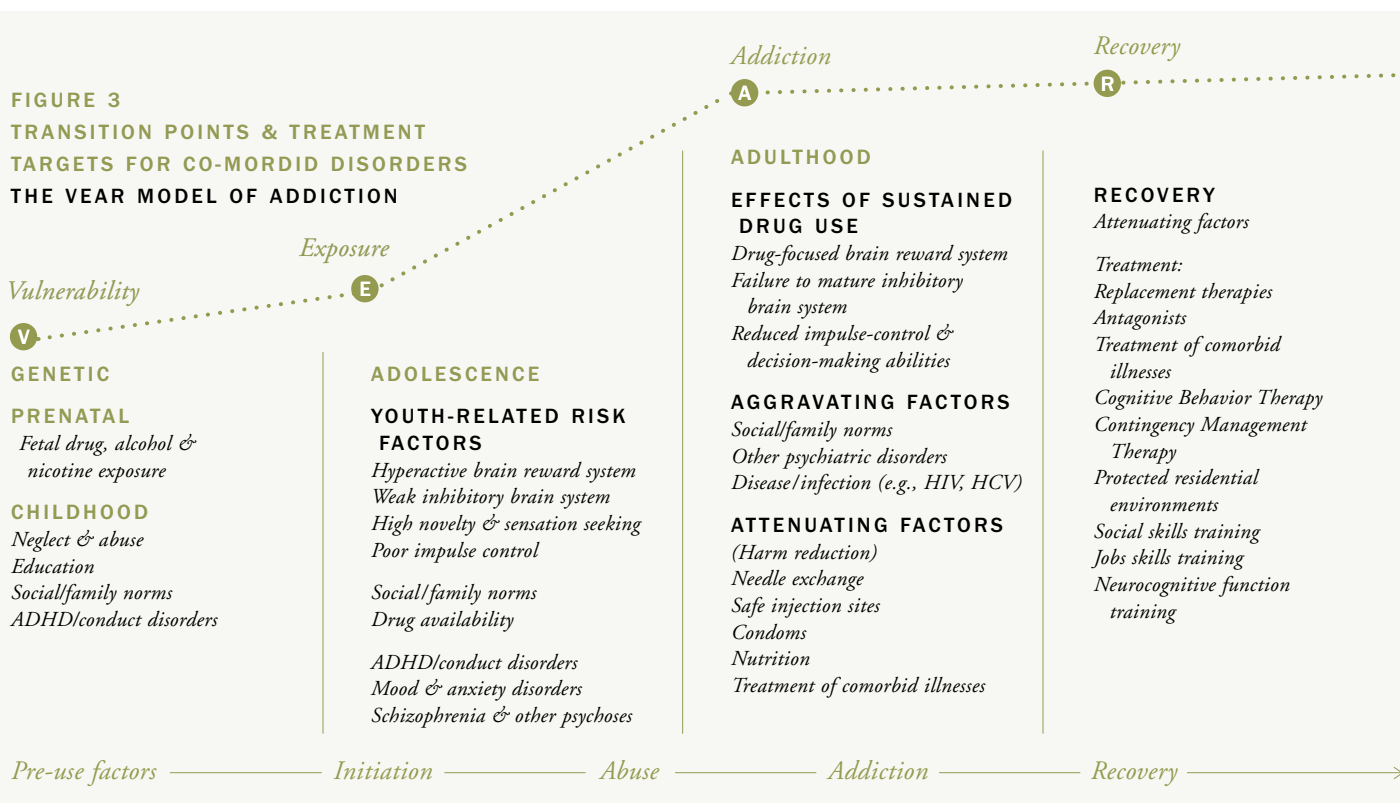 FIGURE 3
TRANSITION POINTS & TREATMENT
TARGETS FOR CO-MORDID DISORDERS
THE VEAR MODEL OF ADDICTION
Vulnerability
V
Exposure
E
Addiction
A
Recovery
R
GENETIC
PRENATAL
Fetal drug, alcohol &
nicotine exposure
CHILDHOOD
Neglect & abuse
Education
Social/family norms
ADHD/conduct disorders
ADOLESCENCE
YOUTH-RELATED RISK
FACTORS
Hyperactive brain reward system
Weak inhibitory brain system
High novelty & sensation seeking
Poor impulse control
Social/family norms
Drug availability
ADHD/conduct disorders
Mood & anxiety disorders
Schizophrenia & other psychoses
ADULTHOOD
EFFECTS OF SUSTAINED
DRUG USE
Drug-focused brain reward system
Failure to mature inhibitory
brain system
Reduced impulse-control &
decision-making abilities
AGGRAVATING FACTORS
Social/family norms
Other psychiatric disorders
Disease/infection (e.g., HIV, HCV)
ATTENUATING FACTORS
(Harm reduction)
Needle exchange
Safe injection sites
Condoms
Nutrition
Treatment of comorbid illnesses
RECOVERY
Attenuating factors
Treatment:
Replacement therapies
Antagonists
Treatment of comorbid
illnesses
Cognitive Behavior Therapy
Contingency Management
Therapy
Protected residential
environments
Social skills training
Jobs skills training
Neurocognitive function
training
Pre-use factors
Initiation
Abuse
Addiction
Recovery